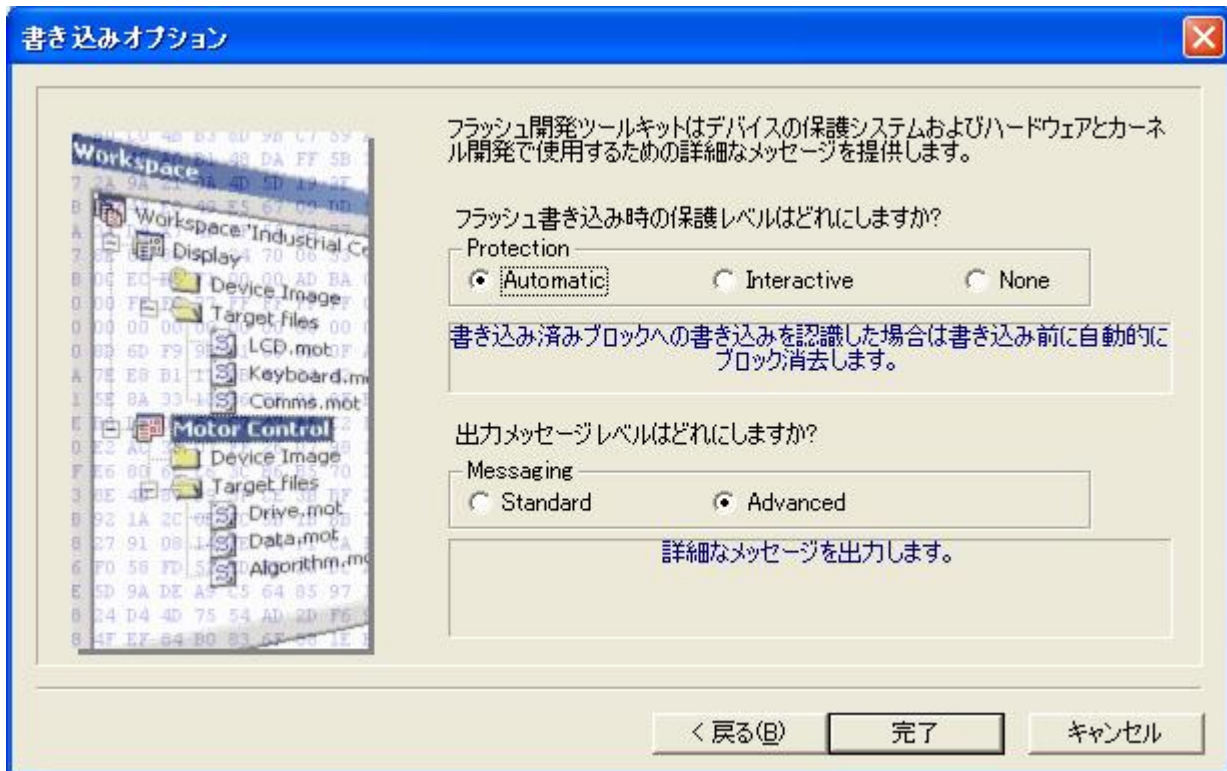 書き込みオプション
フラッシュ開発ツールキットはデバイスの保護システムおよびハードウェアとカーネ
ル開発で使用するための詳細なメッセージを提供します。
フラッシュ書き込み時の保護レベルはどれにしますか?
Protection
Automatic Interactive None
書き込み済みブロックへの書き込みを認識した場合は書き込み前に自動的に
ブロック消去します。
出力メッセージレベルはどれにしますか?
Messaging
Standard Advanced
詳細なメッセージを出力します。
Workspace
Workspace 'Industrial Co
Display
Device Image
Target files
LCD.mot
Keyboard.mo
Comms.mot
Motor Control
Device Image
Target files
Drive.mot
Data.mot
Algorithm.mo
< 戻る(B) 完了 キャンセル